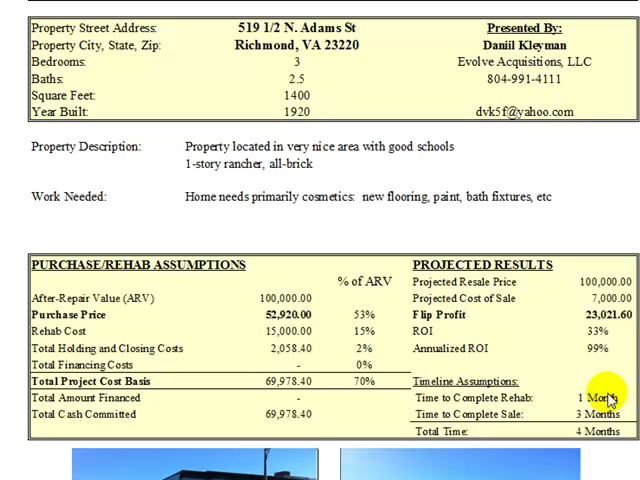 Property Street Address: 519 1/2 N. Adams St Presented By:
Property City, State, Zip: Richmond, VA 23220 Daniil Kleyman
Bedrooms: 3 Evolve Acquisitions, LLC
Baths: 2.5 804-991-4111
Square Feet: 1400
Year Built: 1920 dvk5f@yahoo.com
Property Description: Property located in very nice area with good schools
1-story rancher, all-brick
Work Needed: Home needs primarily cosmetics: new flooring, paint, bath fixtures, etc
PURCHASE/REHAB ASSUMPTIONS PROJECTED RESULTS
% of ARV Projected Resale Price 100,000.00
After-Repair Value (ARV) 100,000.00 Projected Cost of Sale 7,000.00
Purchase Price 52,920.00 53% Flip Profit 23,021.60
Rehab Cost 15,000.00 15% ROI 33%
Total Holding and Closing Costs 2,058.40 2% Annualized ROI 99%
Total Financing Costs - 0%
Total Project Cost Basis 69,978.40 70% Timeline Assumptions:
Total Amount Financed - Time to Complete Rehab: 1 Month
Total Cash Committed 69,978.40 Time to Complete Sale: 3 Months
Total Time: 4 Months